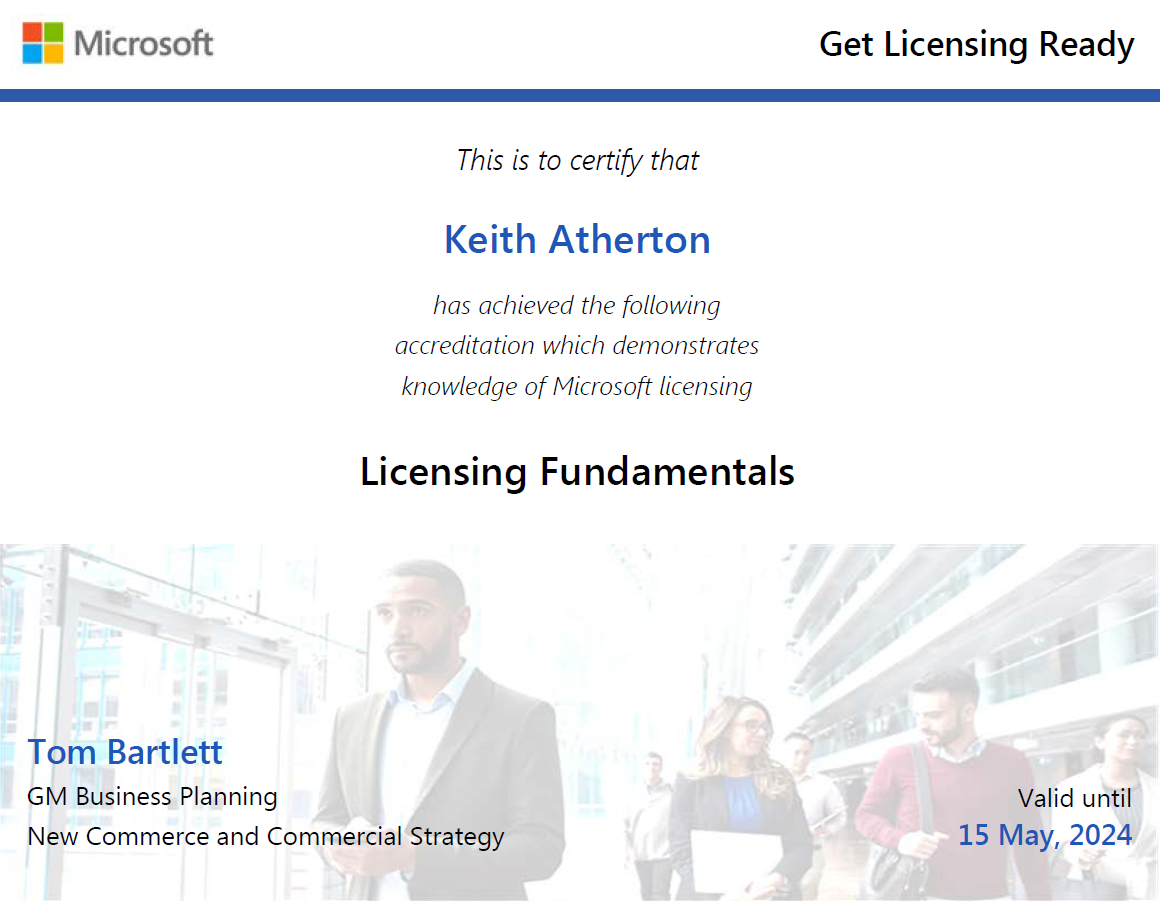 Microsoft
Get Licensing Ready
This is to certify that
Keith Atherton
has achieved the following
accreditation which demonstrates
knowledge of Microsoft licensing
Licensing Fundamentals
Tom Bartlett
GM Business Planning
New Commerce and Commercial Strategy
Valid until
15 May, 2024